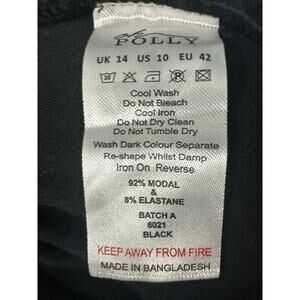 POLLY
UK 14 US 10 EU 42
30
Cool Wash
Do Not Bleach
Cool Iron
Do Not Dry Clean
Do Not Tumble Dry
Wash Dark Colour Separate
Re-shape Whilst Damp
Iron On Reverse
92% MODAL
&
8% ELASTANE
BATCH A
6021
BLACK
KEEP AWAY FROM FIRE
MADE IN BANGLADESH